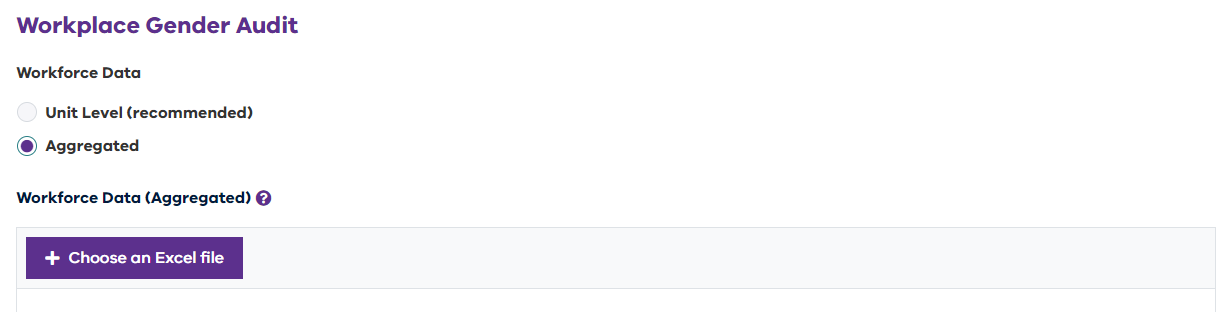 Workplace Gender Audit
Workforce Data
Unit Level (recommended)
Aggregated
Workforce Data (Aggregated) ?
+ Choose an Excel file